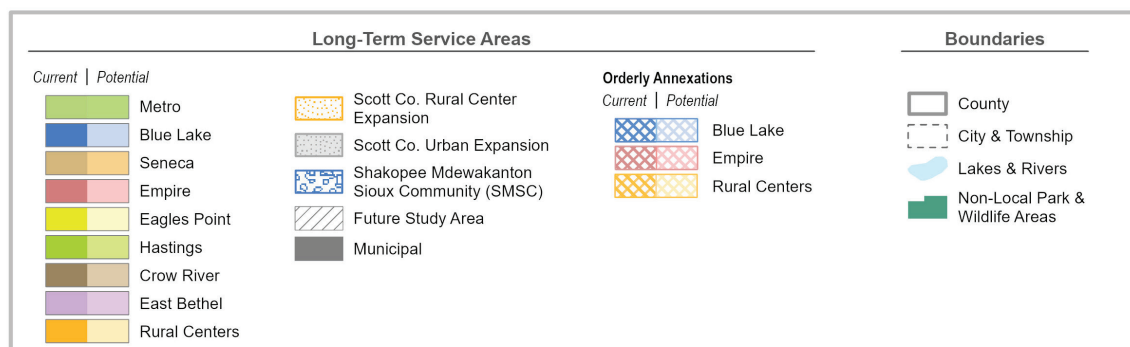 Long-Term Service Areas
Current | Potential
Metro
Blue Lake
Seneca
Empire
Eagles Point
Hastings
Crow River
East Bethel
Rural Centers
Scott Co. Rural Center
Expansion
Scott Co. Urban Expansion
Shakopee Mdewakanton
Sioux Community (SMSC)
Future Study Area
Municipal
Orderly Annexations
Current | Potential
Blue Lake
Empire
Rural Centers
Boundaries
County
City & Township
Lakes & Rivers
Non-Local Park &
Wildlife Areas